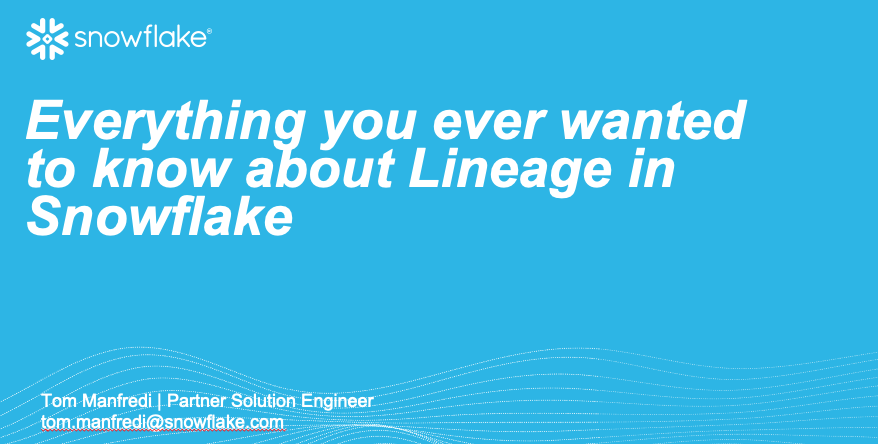 snowflake®
Everything you ever wanted
to know about Lineage in
Snowflake
Tom Manfredi | Partner Solution Engineer
tom.manfredi@snowflake.com